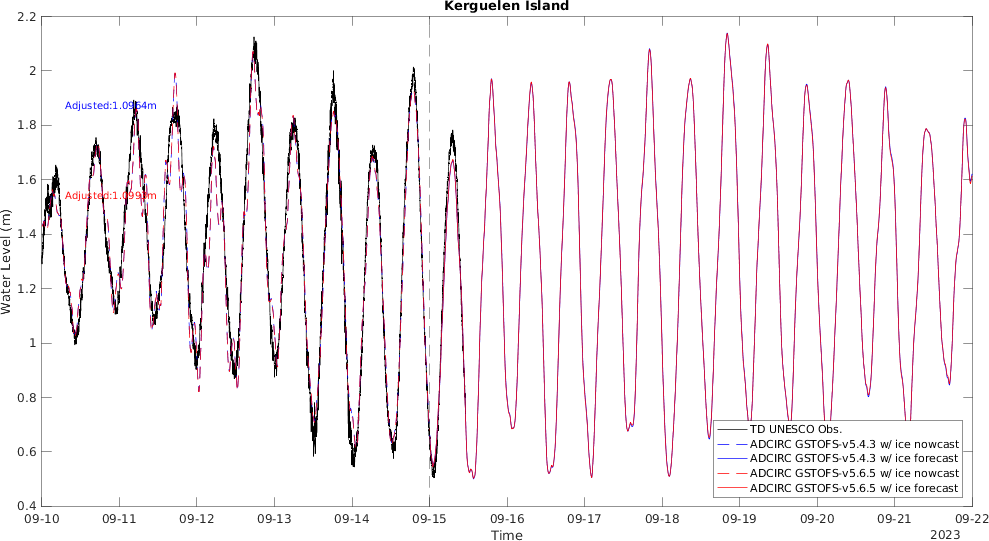 Kerguelen Island
2.2
2
1.8
1.6
1.4
1.2
1
0.8
0.6
0.4
Water Level (m)
Adjusted:1.0964m
Adjusted:1.0993m
TD UNESCO Obs.
ADCIRC GSTOFS-v5.4.3 w/ ice nowcast
ADCIRC GSTOFS-v5.4.3 w/ ice forecast
ADCIRC GSTOFS-v5.6.5 w/ ice nowcast
ADCIRC GSTOFS-v5.6.5 w/ ice forecast
09-10 09-11 09-12 09-13 09-14 09-15 09-16 09-17 09-18 09-19 09-20 09-21 09-22
Time
2023